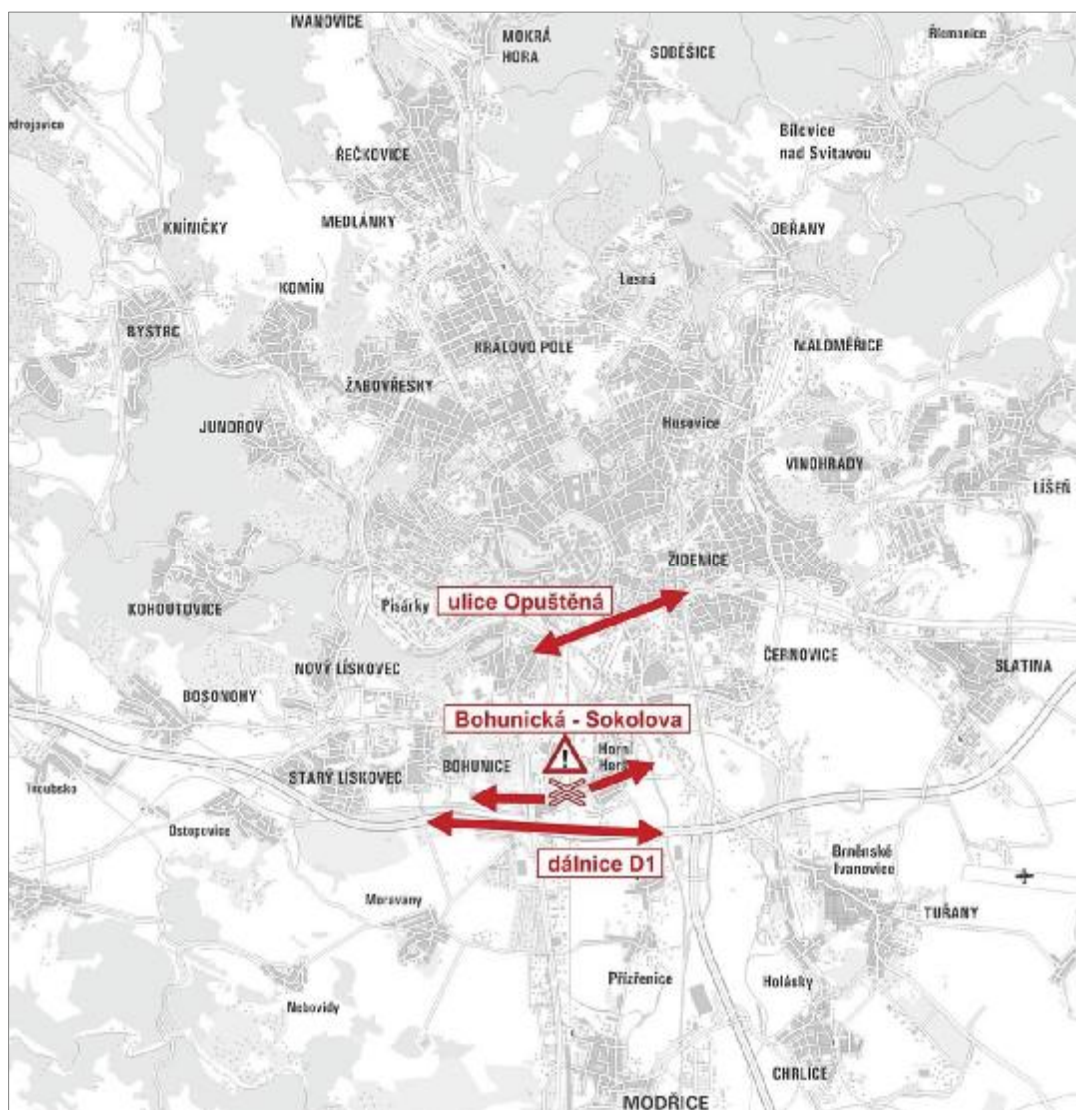 IVANOVICE
MOKRÁ
HORA
SOBĚŠICE
Bílovice
nad Svitavou
ŘEČKOVICE
KNÍNIČKY
MEDLÁNKY
OBŘANY
Lesná
KOMÍN
BYSTRC
KRÁLOVO POLE
MALOMĚŘICE
ŽABOVŘESKY
JUNDROV
Husovice
VINOHRADY
LÍŠEŇ
ŽIDENICE
KOHOUTOVICE
Pisárky
ulice Opuštěná
NOVÝ LÍSKOVEC
ČERNOVICE
SLATINA
BOSONOHY
Bohunická - Sokolova
!
Horní
STARÝ LÍSKOVEC
BOHUNICE
Troubsko
Ostopovice
dálnice D1
Brněnské
Ivanovice
Moravany
TUŘANY
Přízřenice
Holásky
Nebovidy
CHRLICE
MODŘICE